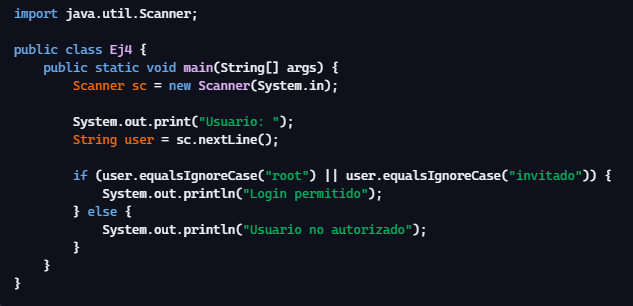 import java.util.Scanner;
public class Ej4 {
    public static void main(String[] args) {
        Scanner sc = new Scanner(System.in);
        System.out.print("Usuario: ");
        String user = sc.nextLine();
        if (user.equalsIgnoreCase("root") || user.equalsIgnoreCase("invitado")) {
            System.out.println("Login permitido");
        } else {
            System.out.println("Usuario no autorizado");
        }
    }
}